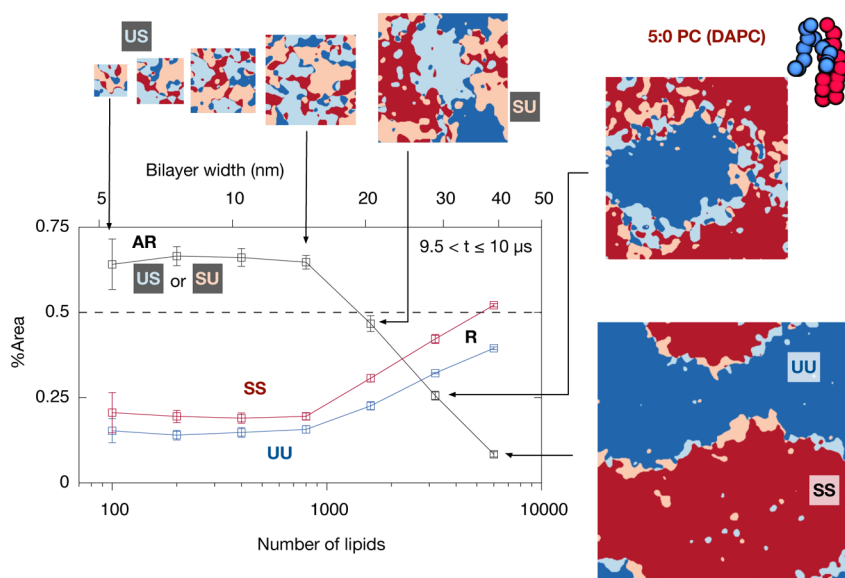 US
5:0 PC (DAPC)
SU
Bilayer width (nm)
5 10 20 30 40 50
0.75
AR
9.5 < t ≤ 10 μs
US or SU
0.5
R
%Area
SS
0.25
UU
0
100 1000 10000
Number of lipids
UU
SS